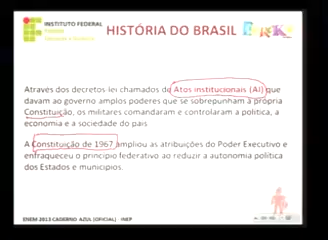 INSTITUTO FEDERAL
HISTÓRIA DO BRASIL
Através dos decretos lei chamados de Atos institucionais (AI) que
davam ao governo amplos poderes que se sobrepunham à própria
Constituição, os militares comandaram e controlaram a política, a
economia e a sociedade do país
A Constituição de 1967 ampliou as atribuições do Poder Executivo e
enfraqueceu o princípio federativo ao reduzir a autonomia política
dos Estados e municípios.
ENEM 2013-CADERNO AZUL (OFICIAL) - INEP